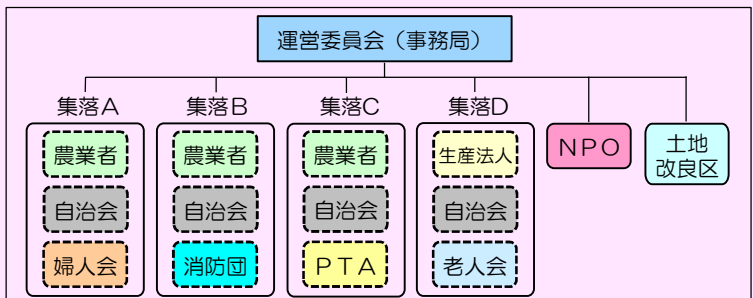 運営委員会（事務局）
集落A
集落B
集落C
集落D
農業者
農業者
農業者
生産法人
NPO
土地
改良区
自治会
自治会
自治会
自治会
婦人会
消防団
PTA
老人会